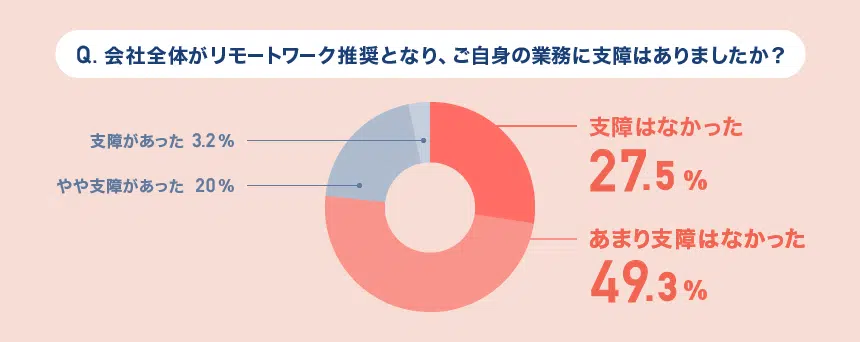 Q. 会社全体がリモートワーク推奨となり、ご自身の業務に支障はありましたか？
支障があった 3.2%
やや支障があった 20%
支障はなかった
27.5%
あまり支障はなかった
49.3%